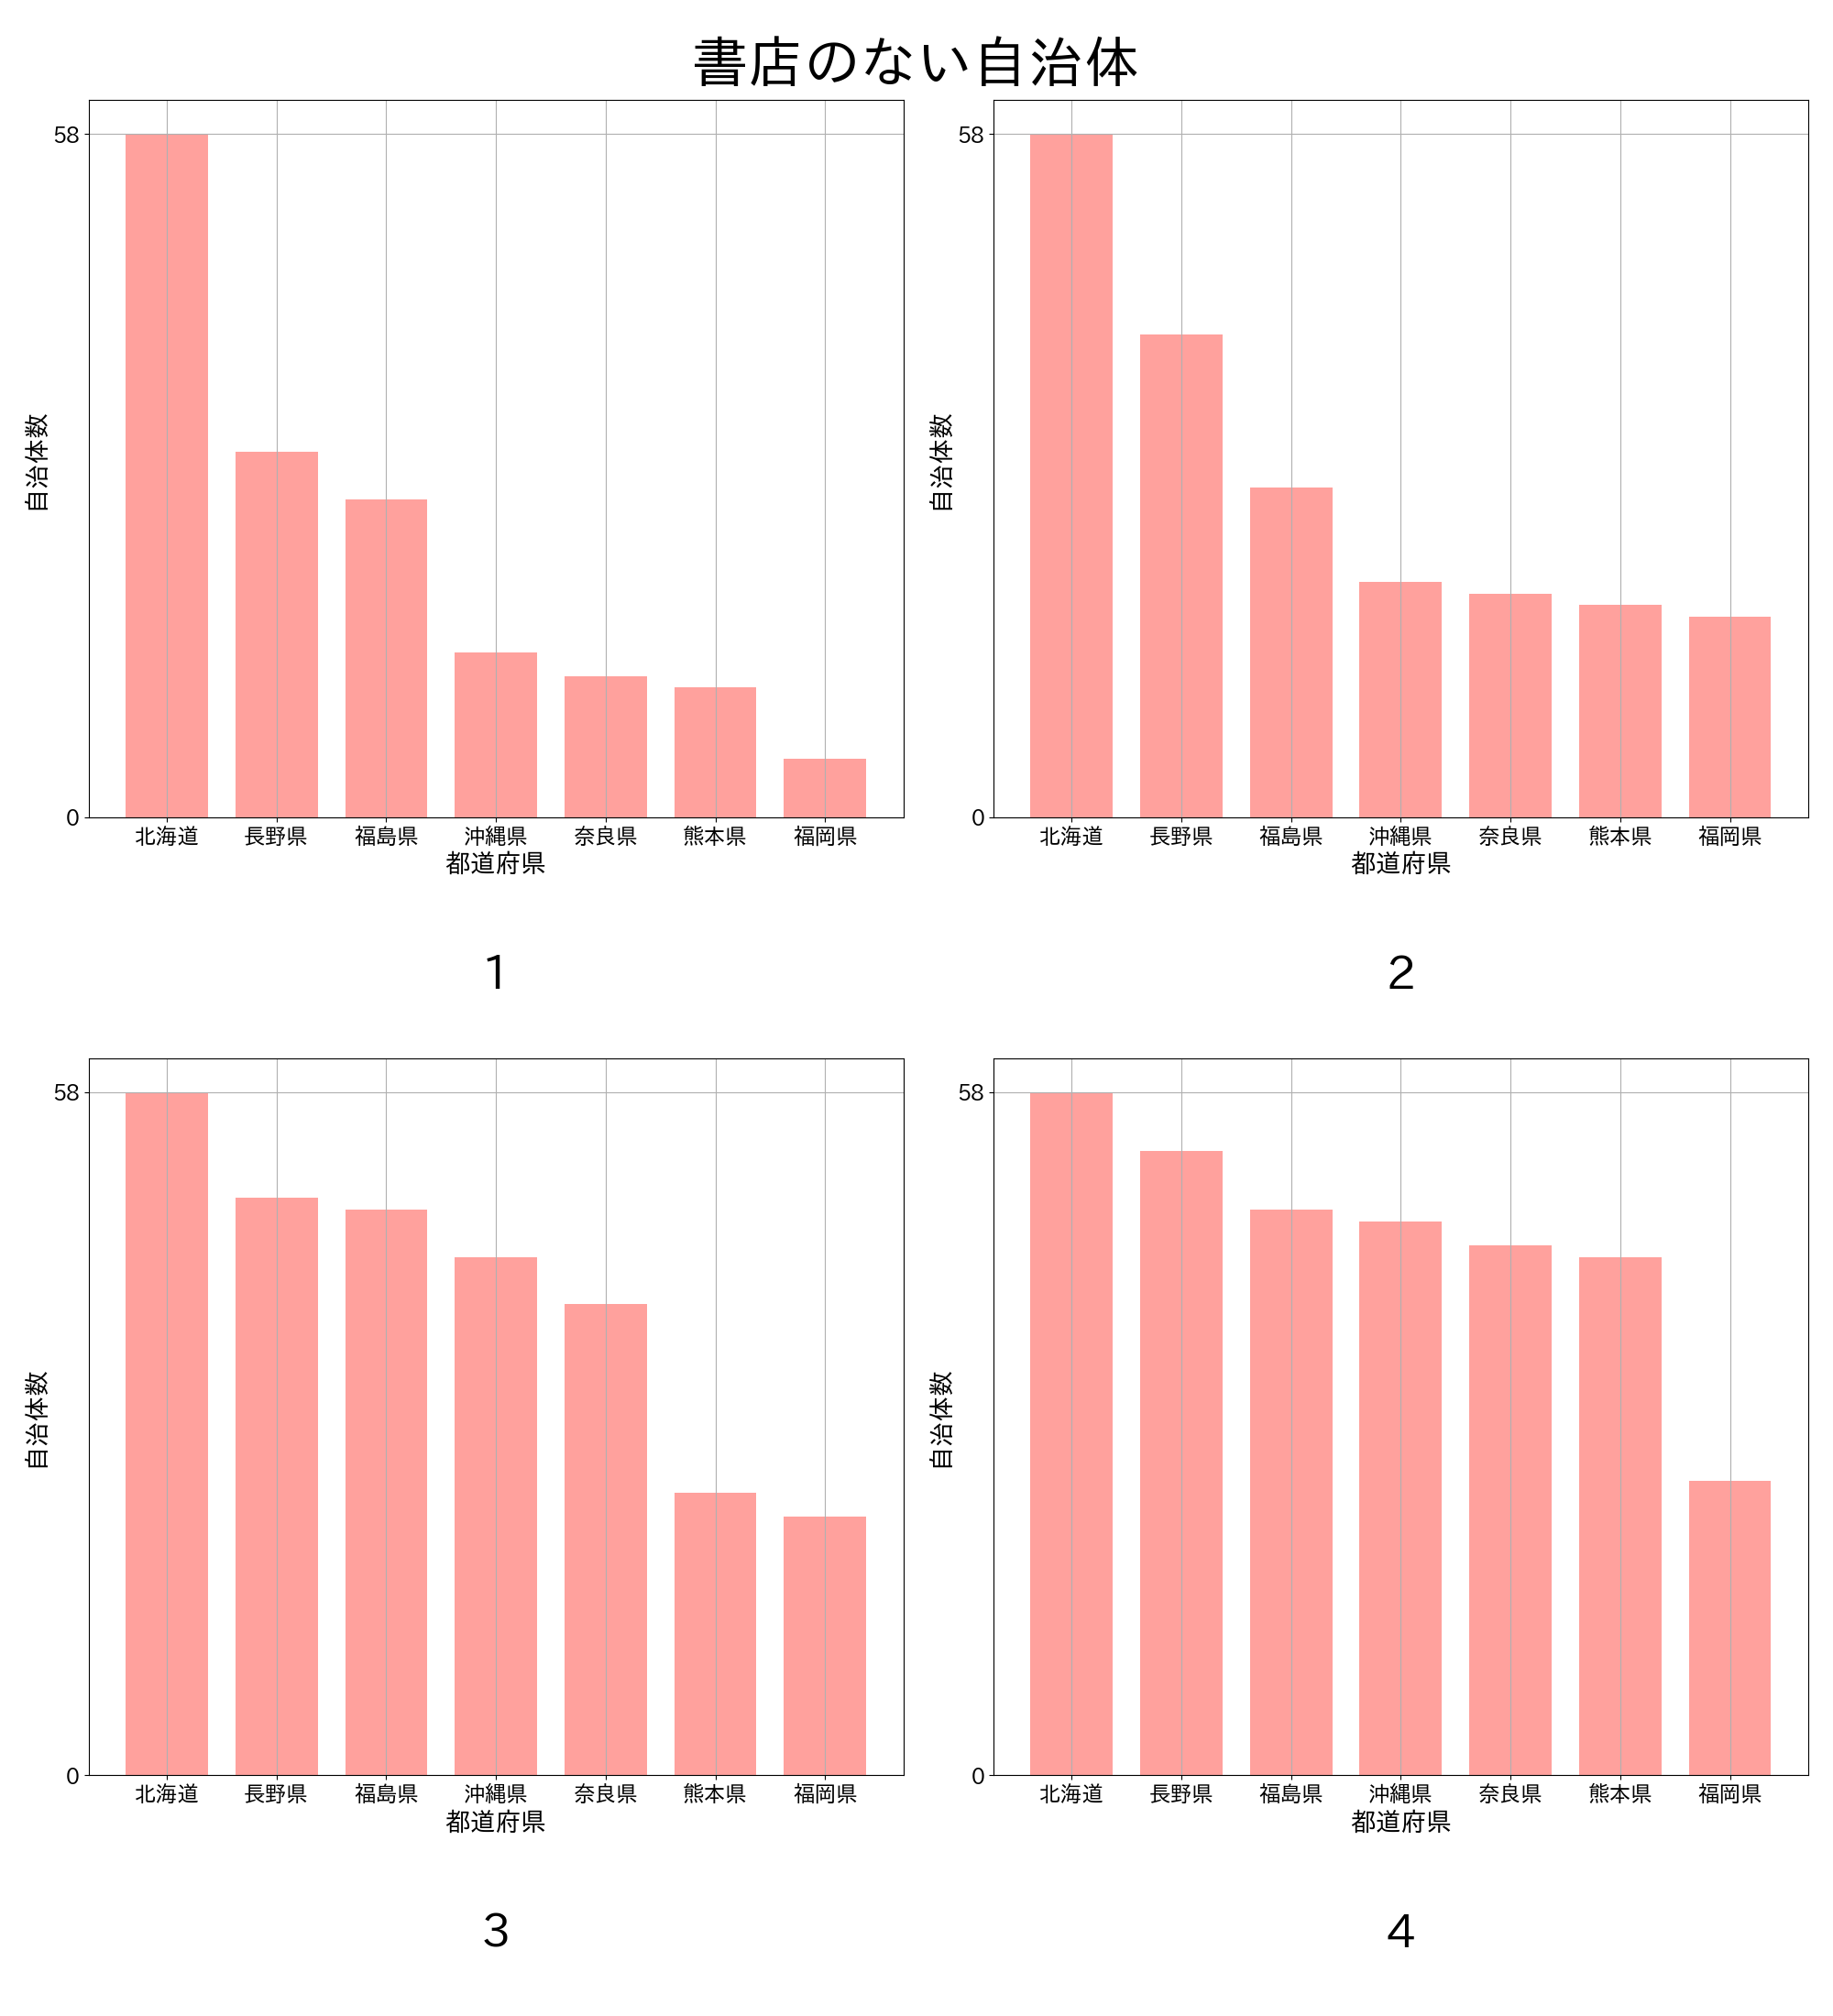 書店のない自治体
58
0
自治体数
北海道 長野県 福島県 沖縄県 奈良県 熊本県 福岡県
都道府県
1
58
0
自治体数
北海道 長野県 福島県 沖縄県 奈良県 熊本県 福岡県
都道府県
2
58
0
自治体数
北海道 長野県 福島県 沖縄県 奈良県 熊本県 福岡県
都道府県
3
58
0
自治体数
北海道 長野県 福島県 沖縄県 奈良県 熊本県 福岡県
都道府県
4